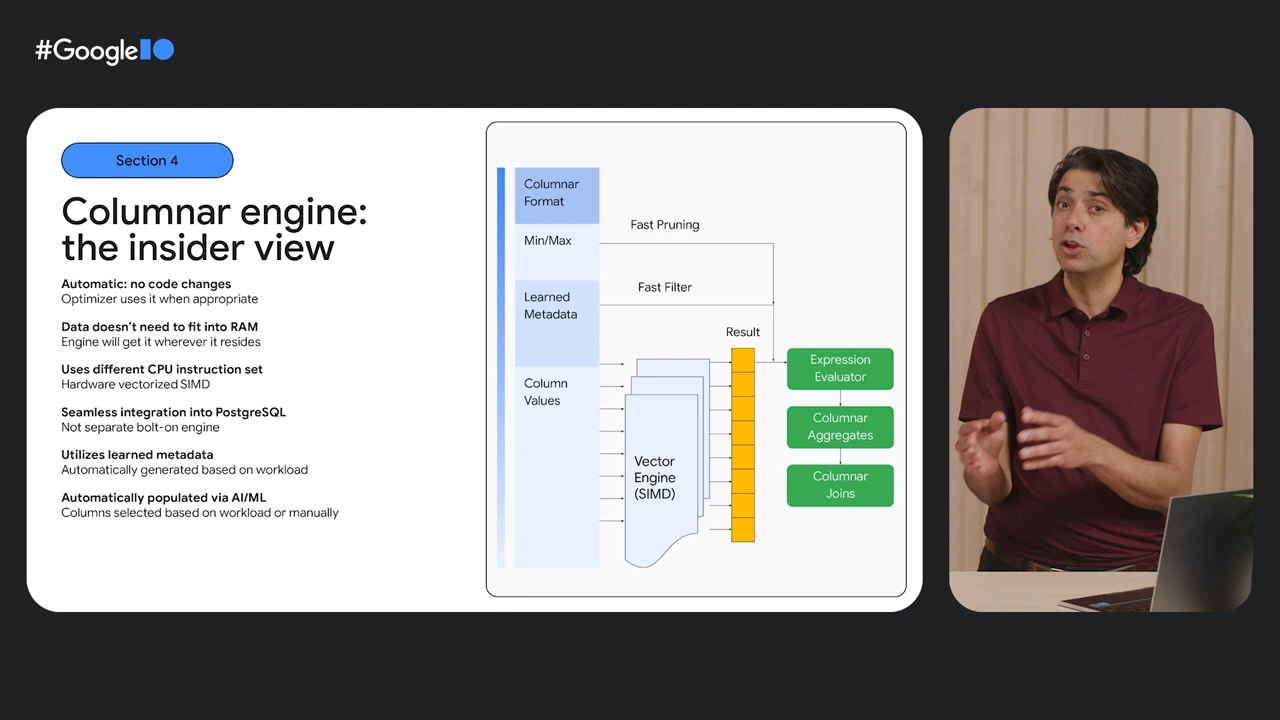 #GoogleIO
Section 4
Columnar engine:
the insider view
Automatic: no code changes
Optimizer uses it when appropriate
Data doesn't need to fit into RAM
Engine will get it wherever it resides
Uses different CPU instruction set
Hardware vectorized SIMD
Seamless integration into PostgreSQL
Not separate bolt-on engine
Utilizes learned metadata
Automatically generated based on workload
Automatically populated via AI/ML
Columns selected based on workload or manually
Columnar
Format
Min/Max
Learned
Metadata
Column
Values
Fast Pruning
Fast Filter
Vector
Engine
(SIMD)
Result
Expression
Evaluator
Columnar
Aggregates
Columnar
Joins